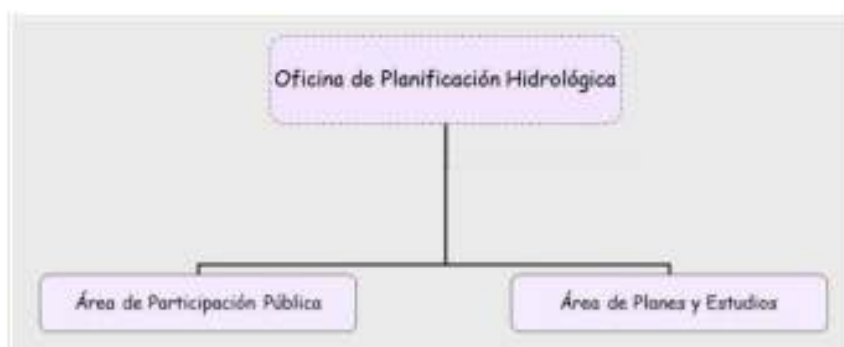 Oficina de Planificación Hidrológica
Área de Participación Pública
Área de Planes y Estudios